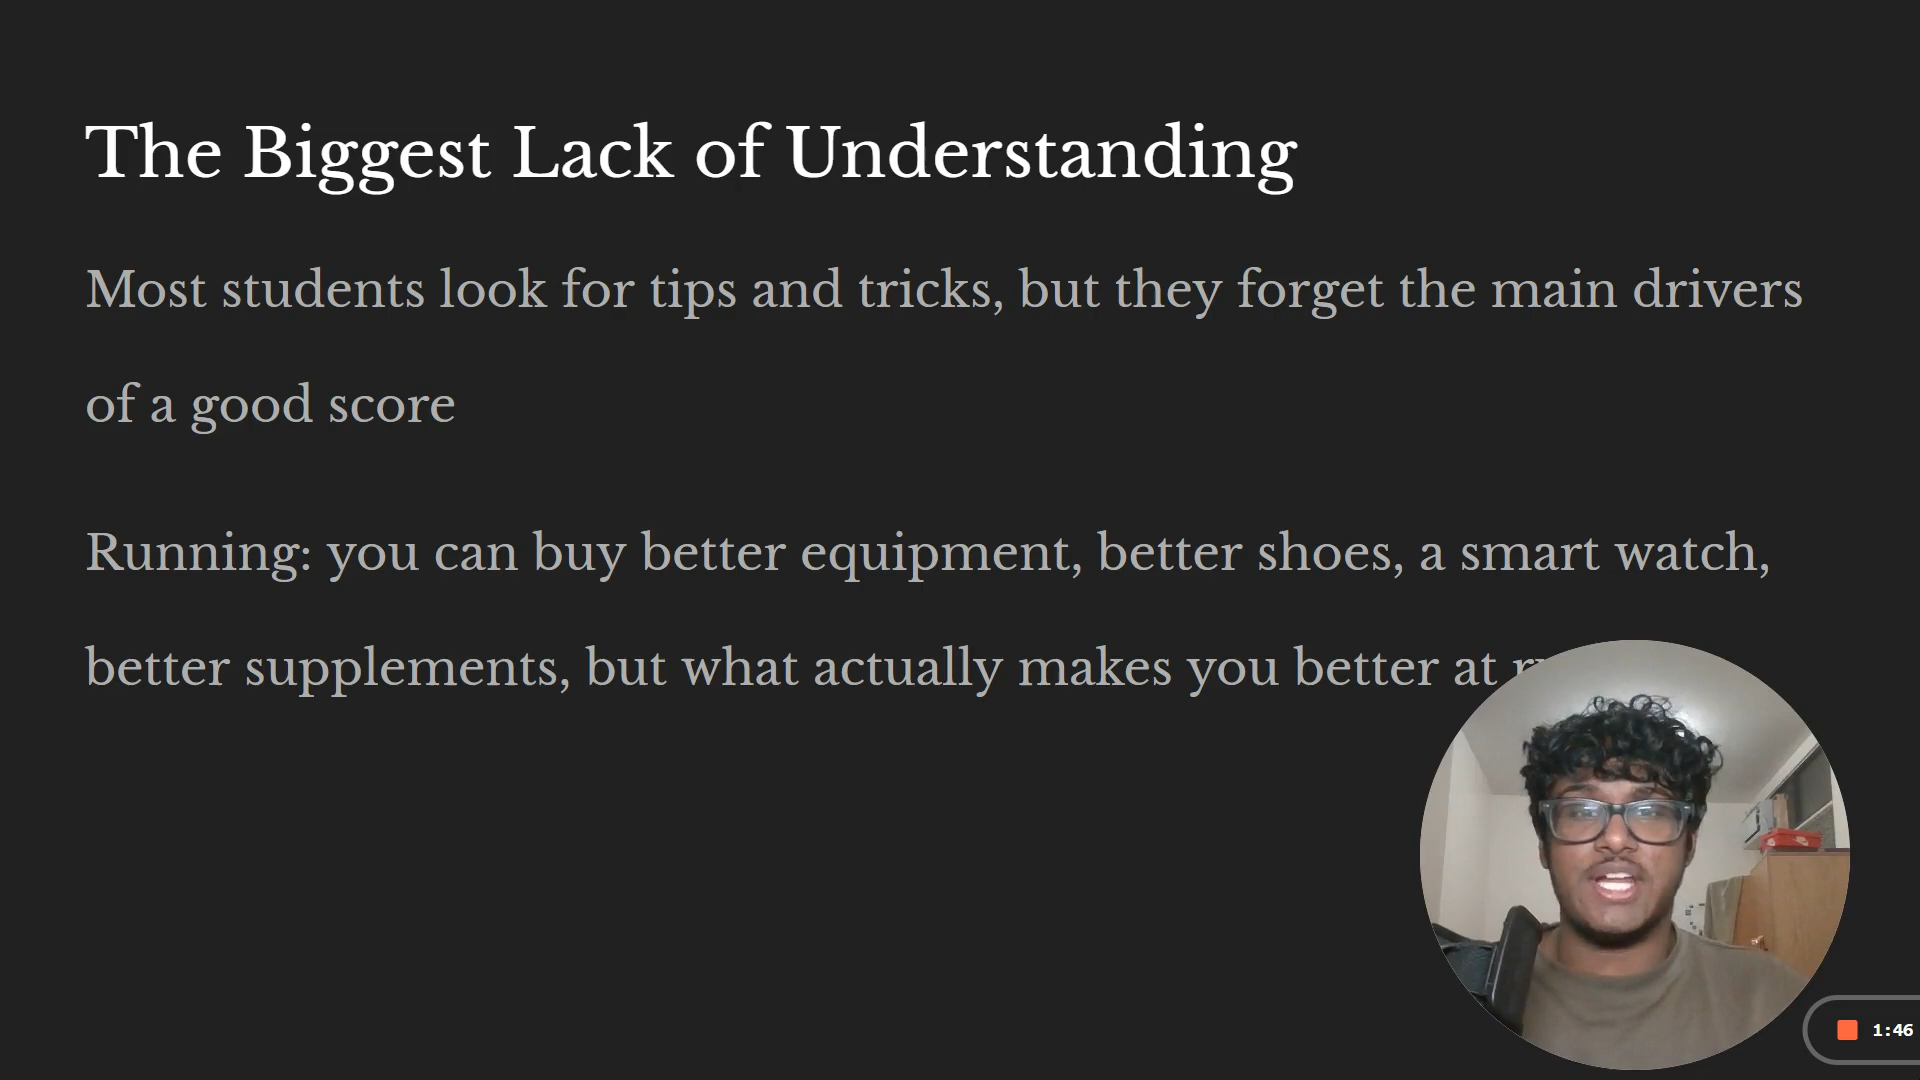 The Biggest Lack of Understanding
Most students look for tips and tricks, but they forget the main drivers
of a good score
Running: you can buy better equipment, better shoes, a smart watch,
better supplements, but what actually makes you better at
1:46